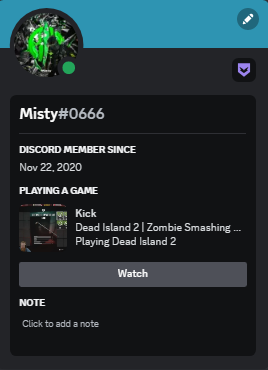 Misty#0666
DISCORD MEMBER SINCE
Nov 22, 2020
PLAYING A GAME
Kick
Dead Island 2 | Zombie Smashing ...
Playing Dead Island 2
Watch
NOTE
Click to add a note